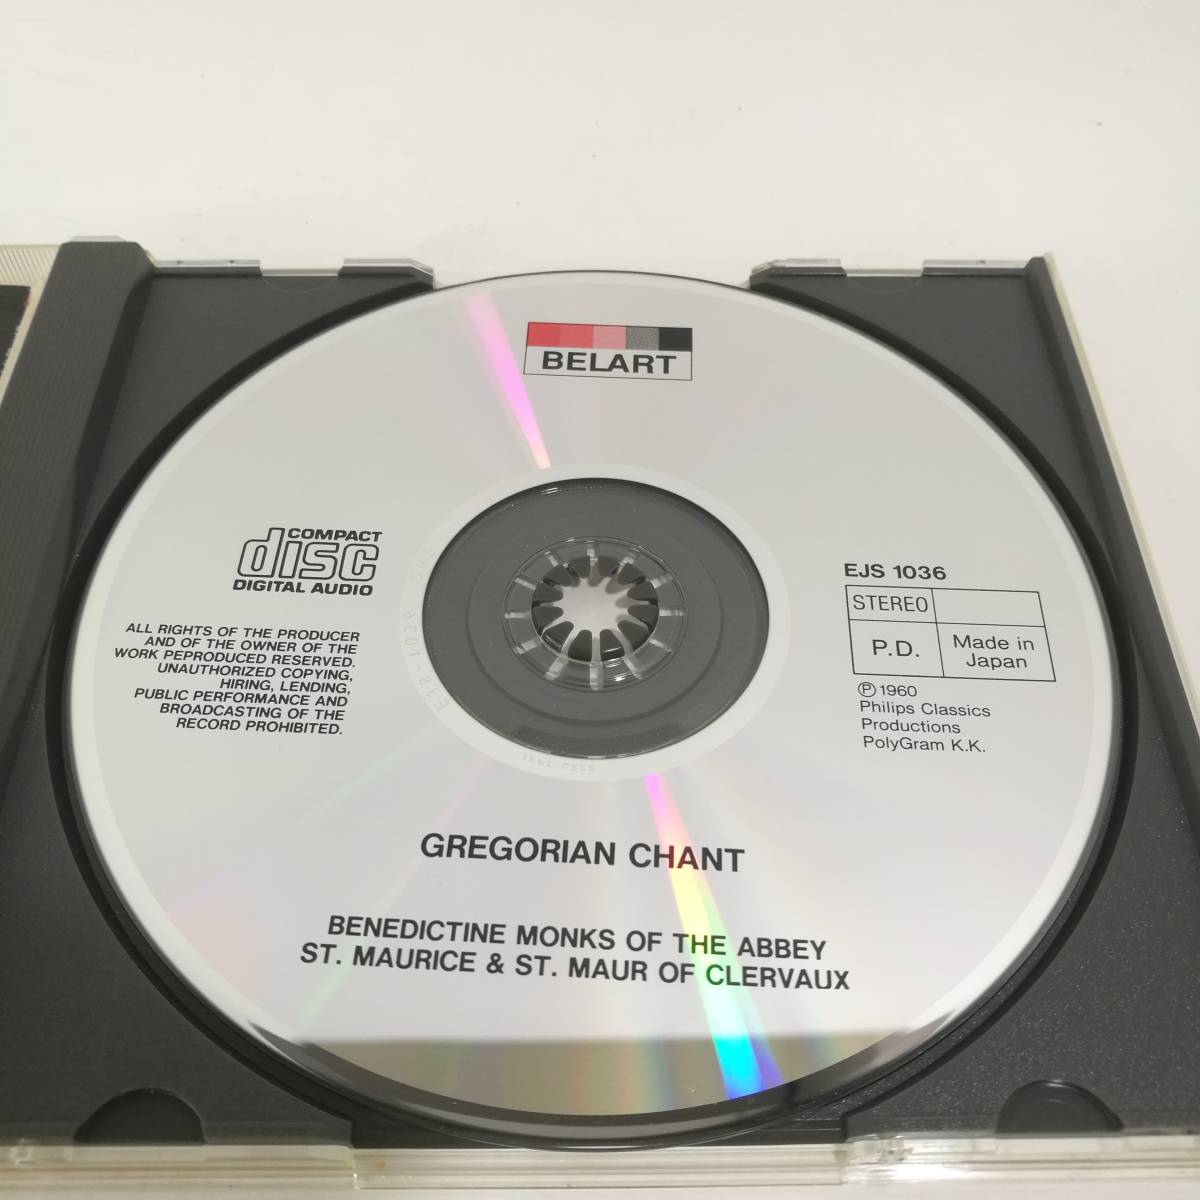 BELART
COMPACT
disc
DIGITAL AUDIO
ALL RIGHTS OF THE PRODUCER
AND OF THE OWNER OF THE
WORK PEPRODUCED RESERVED.
UNAUTHORIZED COPYING,
HIRING, LENDING,
PUBLIC PERFORMANCE AND
BROADCASTING OF THE
RECORD PROHIBITED.
EJS 1036
STEREO
P.D.
Made in
Japan
Ⓟ 1960
Philips Classics
Productions
PolyGram K.K.
GREGORIAN CHANT
BENEDICTINE MONKS OF THE ABBEY
ST. MAURICE & ST. MAUR OF CLERVAUX